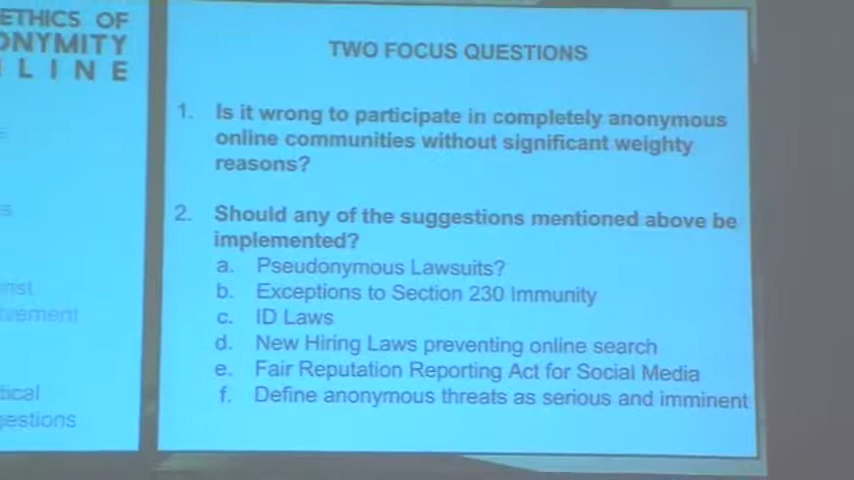 ETHICS OF
ONYMITY
LINE
TWO FOCUS QUESTIONS
1. Is it wrong to participate in completely anonymous
online communities without significant weighty
reasons?
2. Should any of the suggestions mentioned above be
implemented?
a. Pseudonymous Lawsuits?
b. Exceptions to Section 230 Immunity
c. ID Laws
d. New Hiring Laws preventing online search
e. Fair Reputation Reporting Act for Social Media
f. Define anonymous threats as serious and imminent